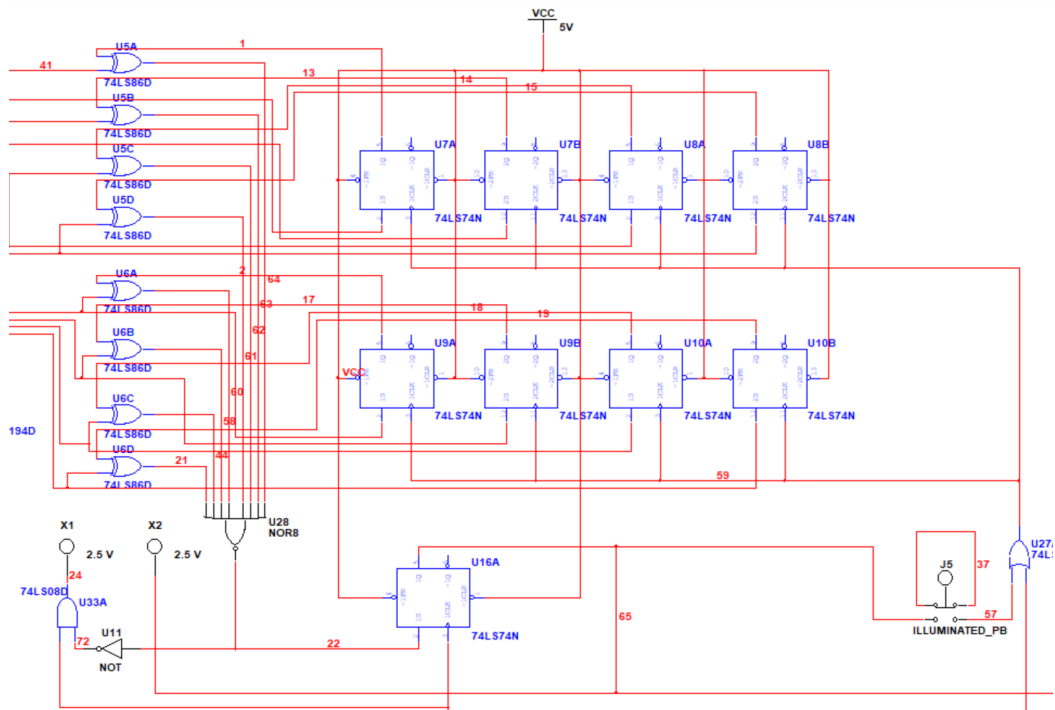 VCC
5V
U5A
1
41
74LS86D
13
14
15
U5B
74LS86D
U5C
74LS86D
U5D
74LS86D
U7A
U7B
U8A
U8B
74LS74N
74LS74N
74LS74N
74LS74N
U6A
2
64
74LS86D
63
17
18
19
62
U6B
74LS86D
61
U9A
U9B
U10A
U10B
VCC
60
U6C
74LS86D
58
74LS74N
74LS74N
74LS74N
74LS74N
194D
U6D
44
21
74LS86D
59
U28
NOR8
X1
2.5 V
X2
2.5 V
24
74LS08D
U33A
U16A
74LS74N
U11
72
NOT
22
65
J5
37
57
ILLUMINATED_PB
U27A